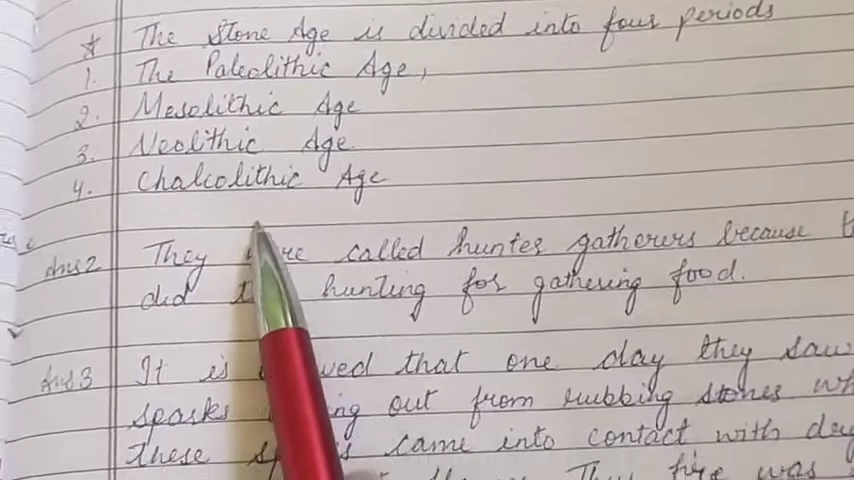 * The Stone Age is divided into four periods
1. The Paleolithic Age,
2. Mesolithic Age
3. Neolithic Age
4. Chalcolithic Age
Ans2 They called hunter gatherers because
did hunting for gathering food.
Ans3 It is that one day they saw
sparks out from rubbing stones
these came into contact with
fire was